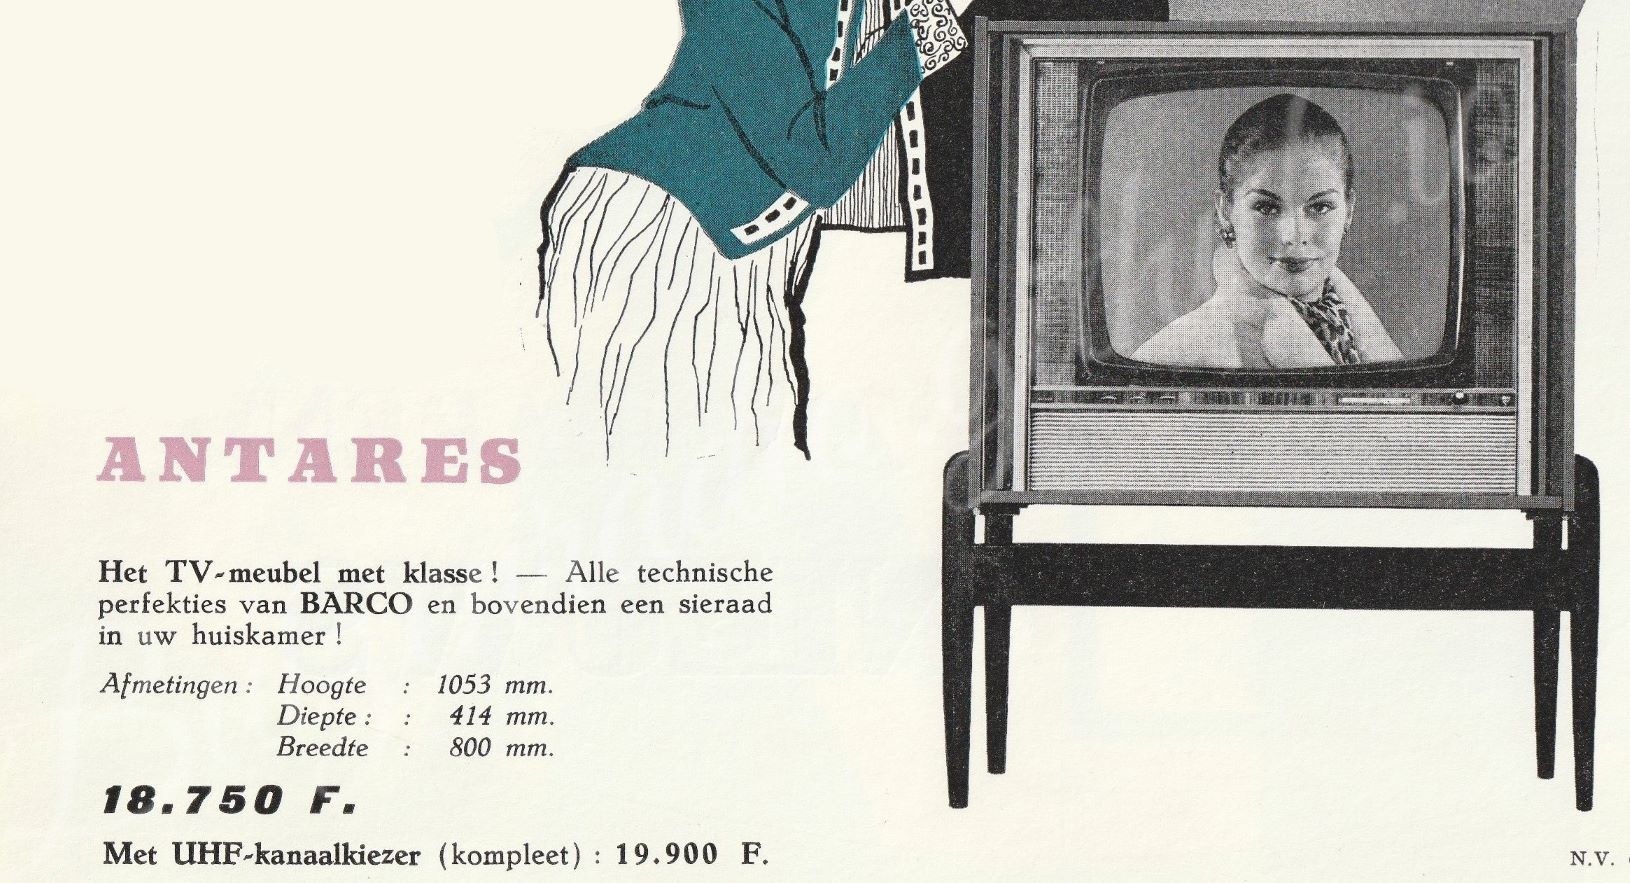 ANTARES
Het TV-meubel met klasse! — Alle technische
perfekties van BARCO en bovendien een sieraad
in uw huiskamer!
Afmetingen: Hoogte : 1053 mm.
Diepte: : 414 mm.
Breedte : 800 mm.
18.750 F.
Met UHF-kanaalkiezer (kompleet) : 19.900 F.
N.V.